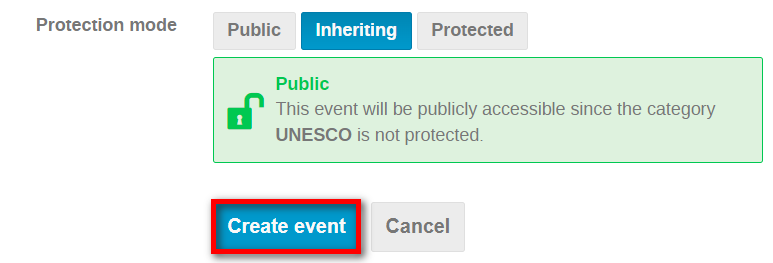 Protection mode Public Inheriting Protected
Public
This event will be publicly accessible since the category
UNESCO is not protected.
Create event Cancel